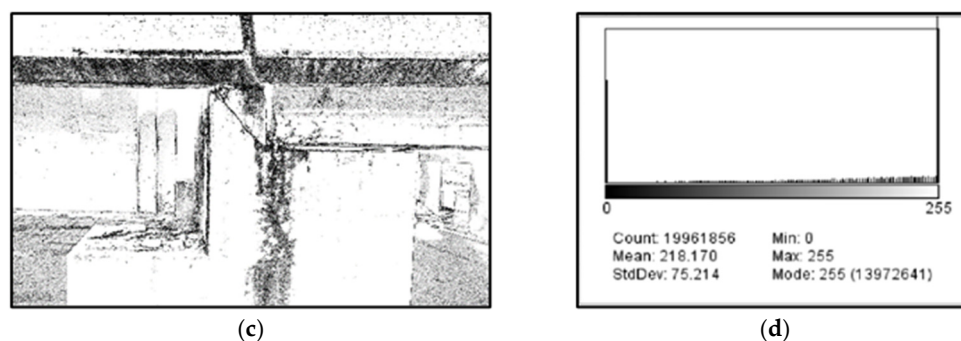 0 255
Count: 19961856 Min: 0
Mean: 218.170 Max: 255
StdDev: 75.214 Mode: 255 (13972641)
(c) (d)